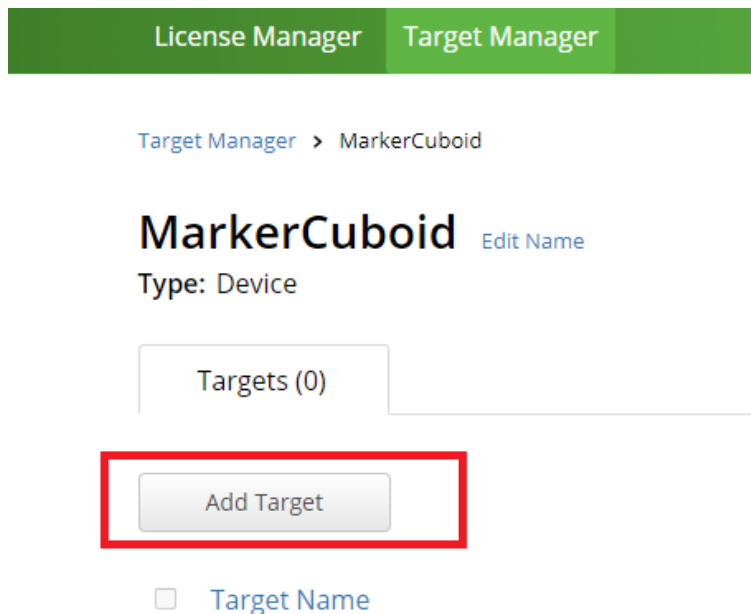 License Manager Target Manager
Target Manager > MarkerCuboid
MarkerCuboid Edit Name
Type: Device
Targets (0)
Add Target
Target Name